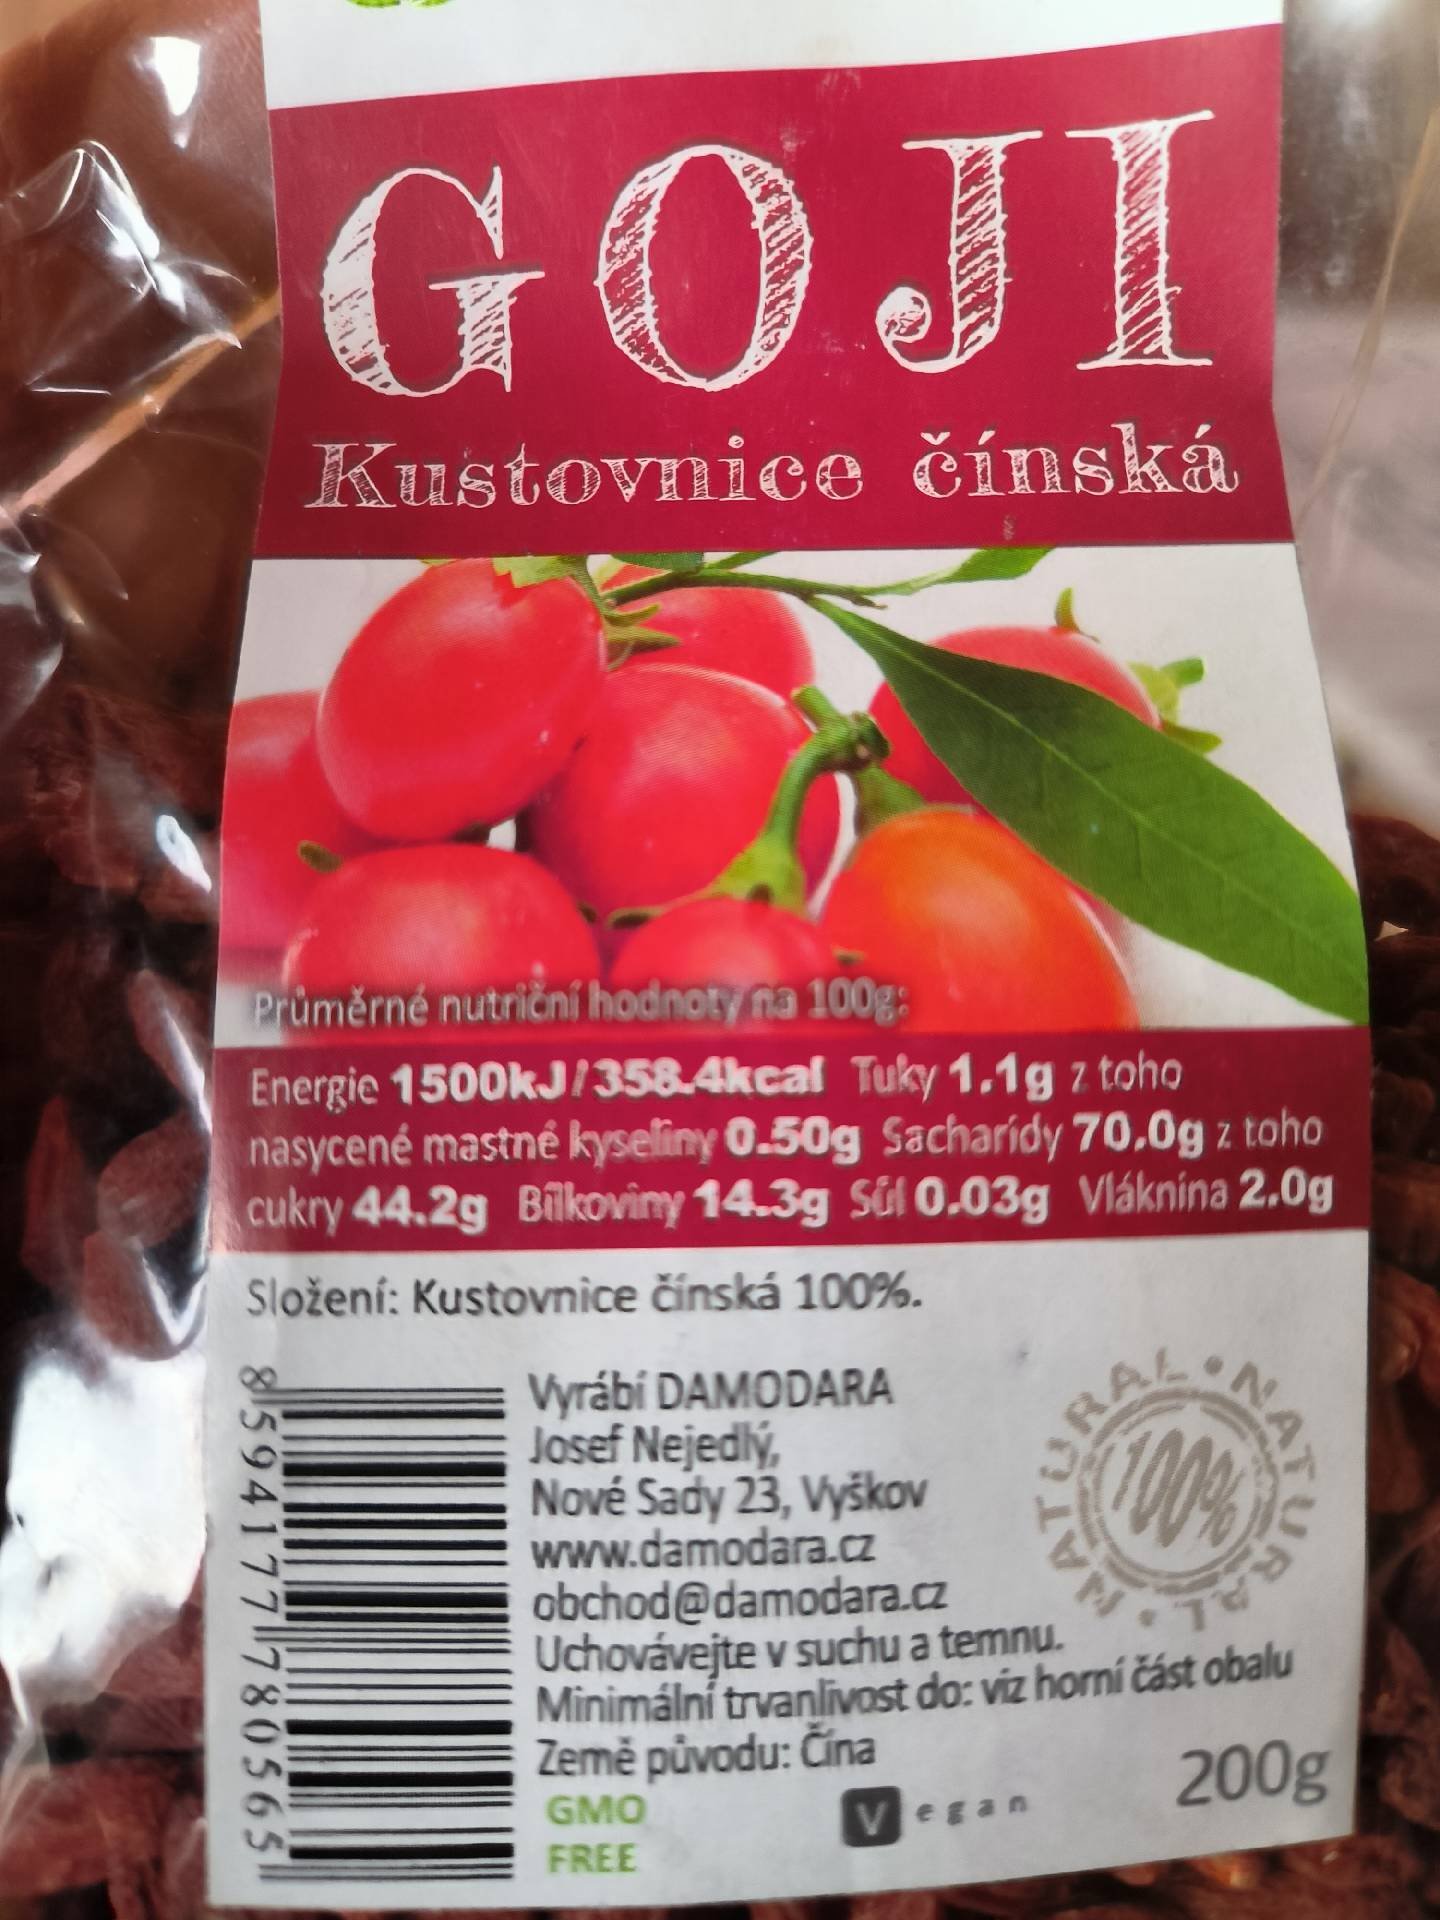 GOJI
Kustovnice čínská
Průměrné nutriční hodnoty na 100g:
Energie 1500kJ/358.4kcal Tuky 1.1g z toho
nasycené mastné kyseliny 0.50g Sacharidy 70.0g z toho
cukry 44.2g Bílkoviny 14.3g Sůl 0.03g Vláknina 2.0g
Složení: Kustovnice čínská 100%.
8594177780565
Vyrábí DAMODARA
Josef Nejedlý,
Nové Sady 23, Vyškov
www.damodara.cz
obchod@damodara.cz
Uchovávejte v suchu a temnu.
Minimální trvanlivost do: viz horní část obalu
Země původu: Čína
GMO
FREE
Vegan
200g
NATURAL • NATURAL •
100%